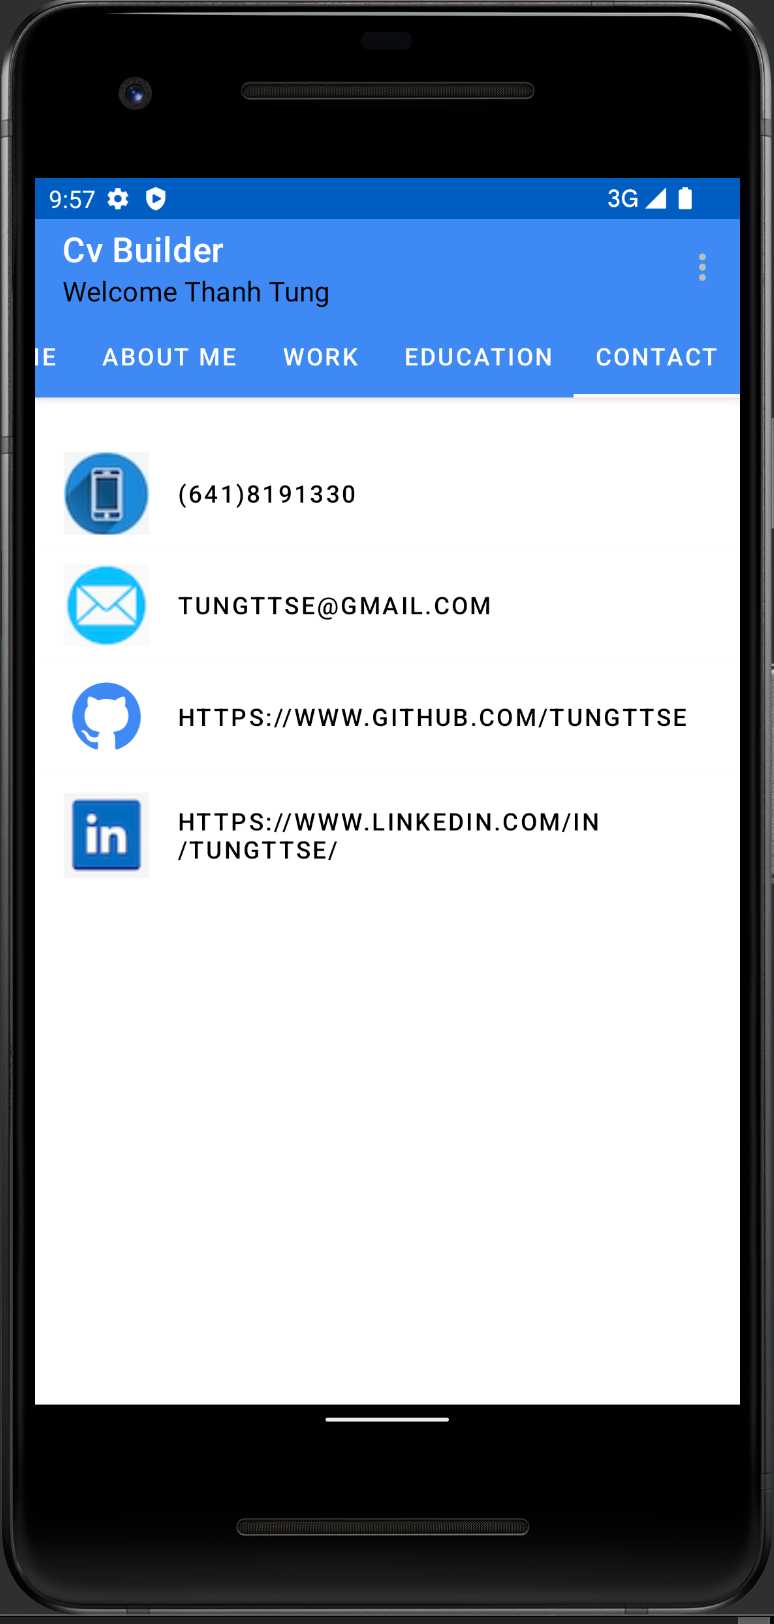 9:57 3G
Cv Builder
Welcome Thanh Tung
ABOUT ME WORK EDUCATION CONTACT
(641)8191330
TUNGTTSE@GMAIL.COM
HTTPS://WWW.GITHUB.COM/TUNGTTSE
in HTTPS://WWW.LINKEDIN.COM/IN
/TUNGTTSE/